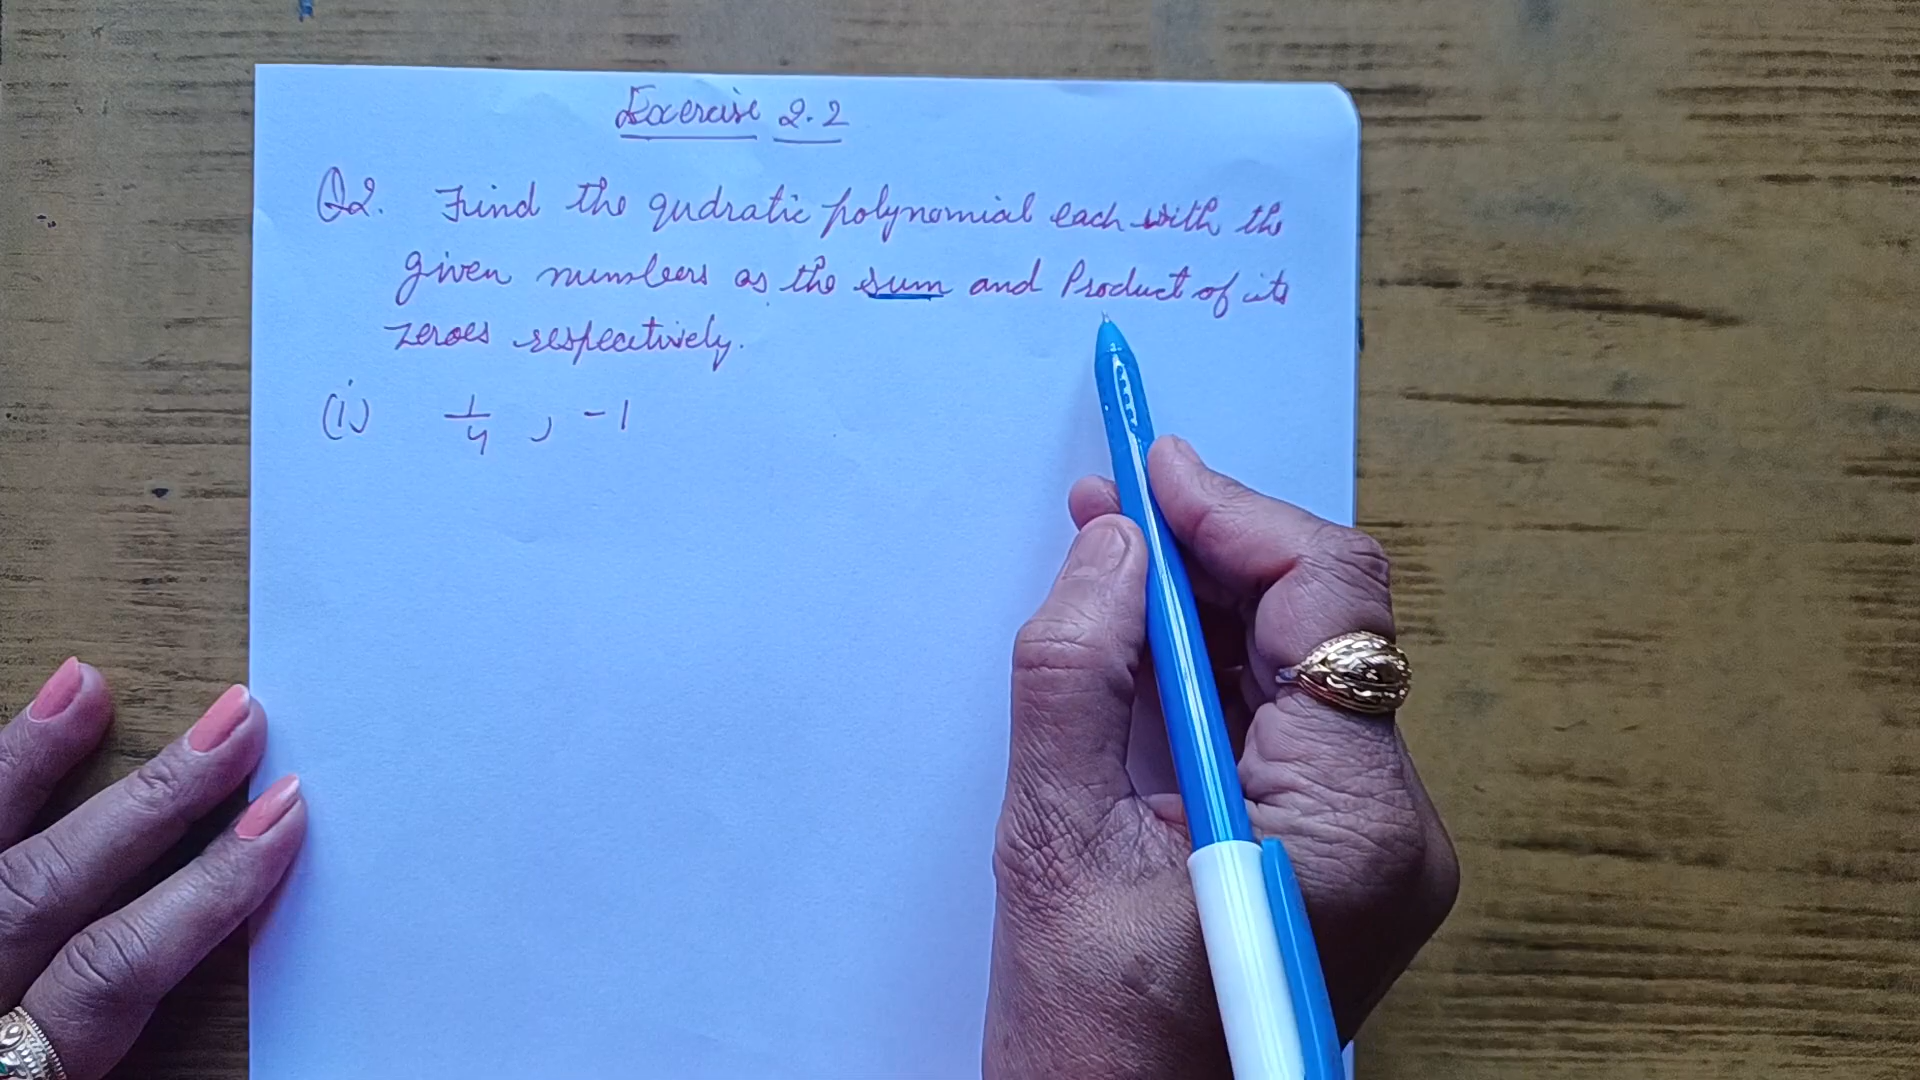 Exercise 2.2
Q2. Find the qudratic polynomial each with the
given numbers as the sum and Product of its
zeroes respectively.
(i) 1/4 , -1